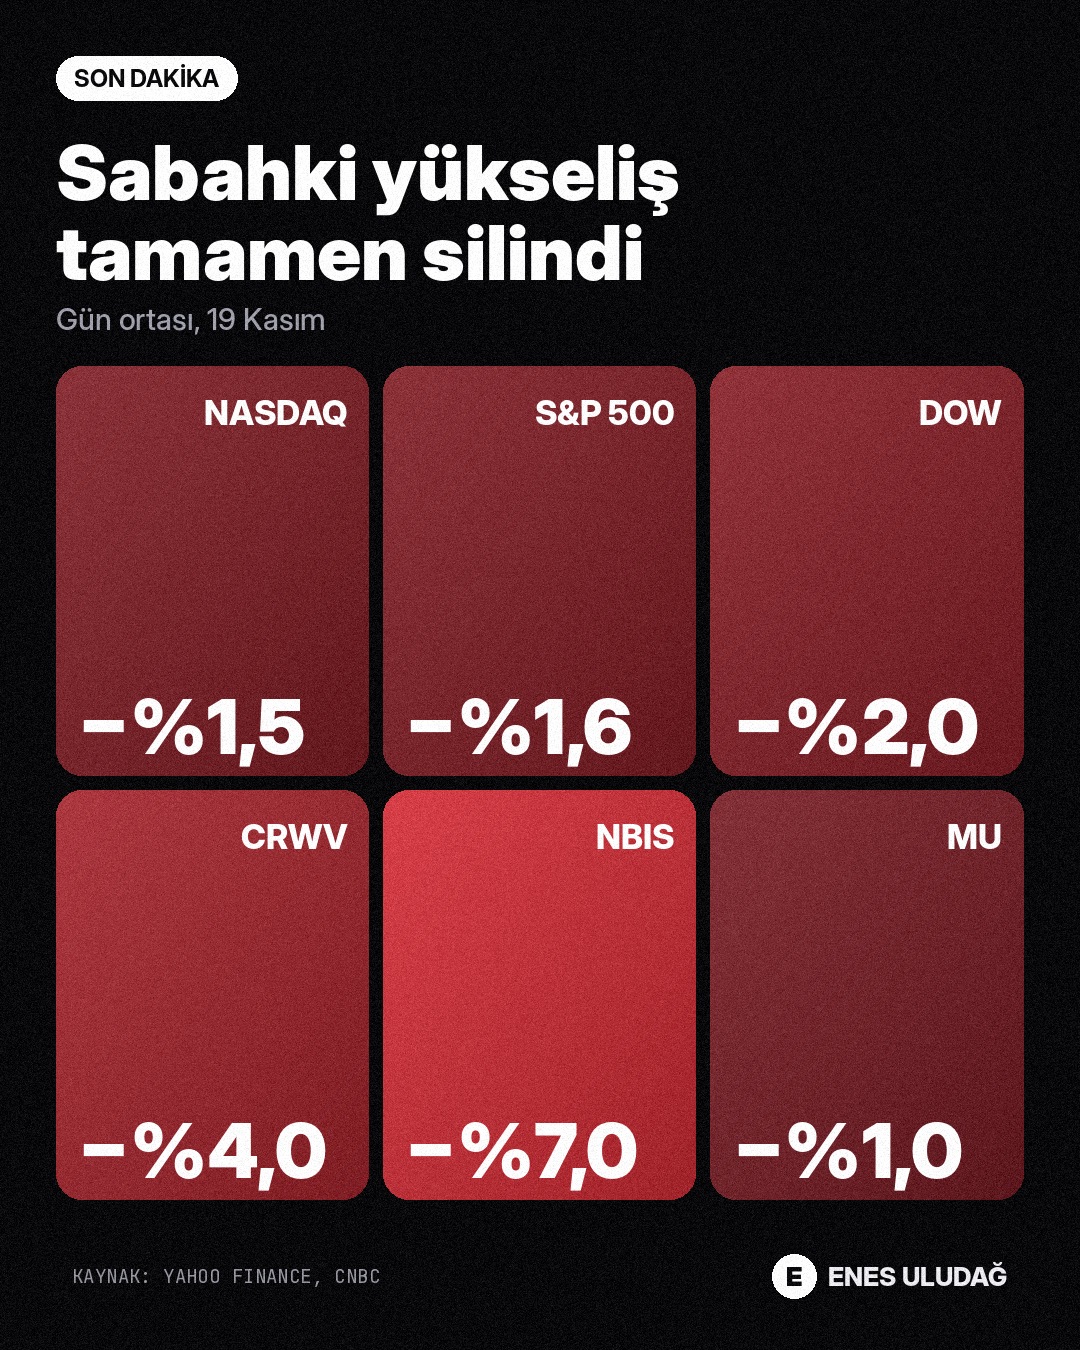 SON DAKİKA
Sabahki yükseliş
tamamen silindi
Gün ortası, 19 Kasım
NASDAQ
−%1,5
S&P 500
−%1,6
DOW
−%2,0
CRWV
−%4,0
NBIS
−%7,0
MU
−%1,0
KAYNAK: YAHOO FINANCE, CNBC
E ENES ULUDAĞ